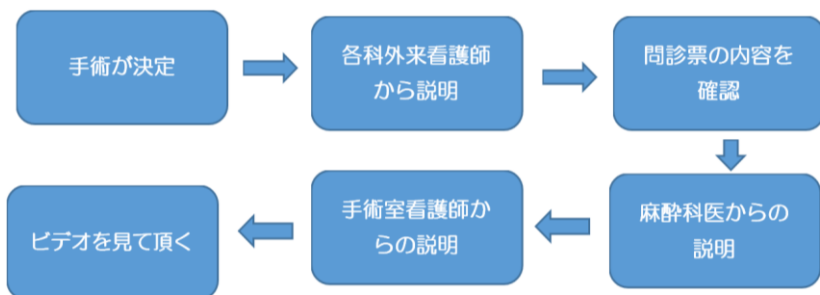 手術が決定
各科外来看護師
から説明
問診票の内容を
確認
麻酔科医からの
説明
手術室看護師か
らの説明
ビデオを見て頂く